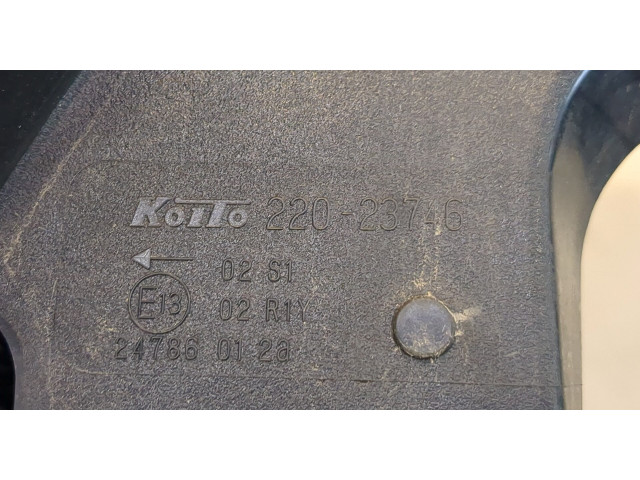 KOITO 220-23746
02 S1
E13 02 R1Y
24786 01 2a